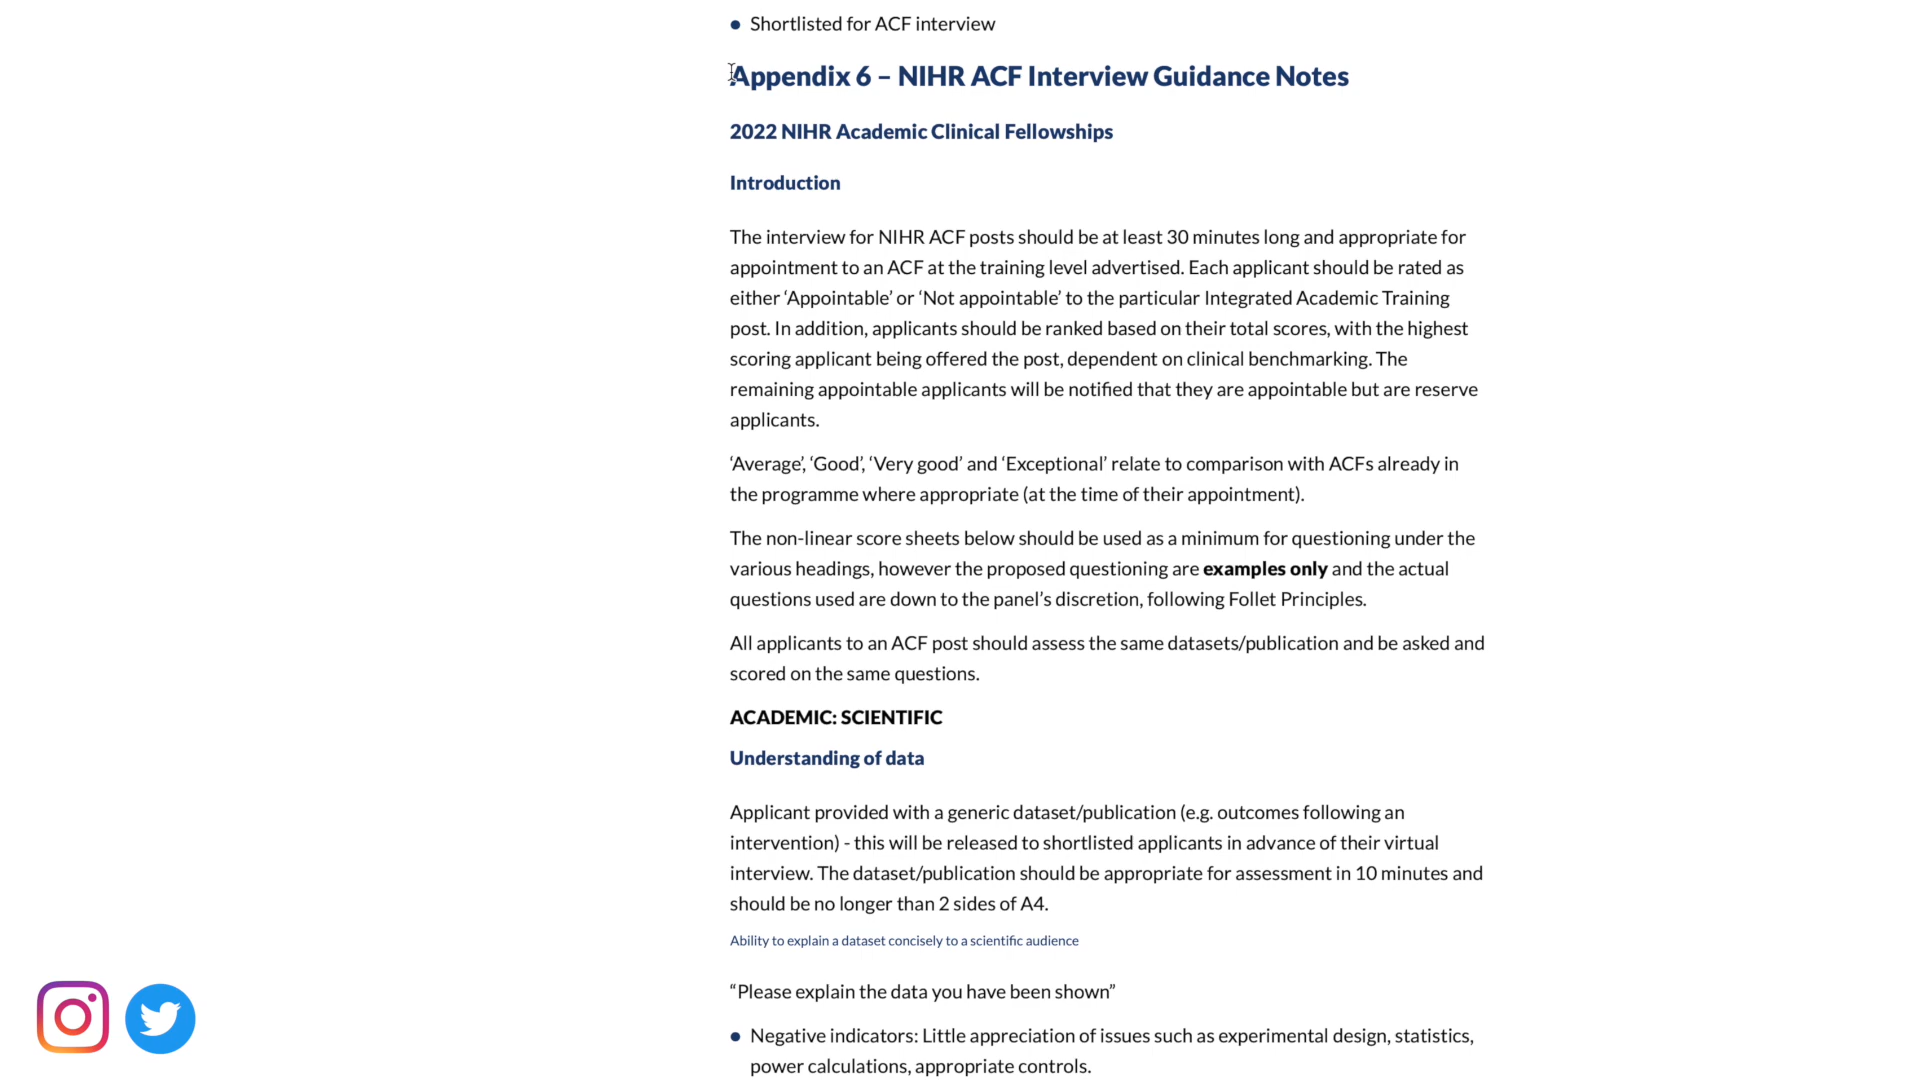 Shortlisted for ACF interview
Appendix 6 – NIHR ACF Interview Guidance Notes
2022 NIHR Academic Clinical Fellowships
Introduction
The interview for NIHR ACF posts should be at least 30 minutes long and appropriate for
appointment to an ACF at the training level advertised. Each applicant should be rated as
either ‘Appointable’ or ‘Not appointable’ to the particular Integrated Academic Training
post. In addition, applicants should be ranked based on their total scores, with the highest
scoring applicant being offered the post, dependent on clinical benchmarking. The
remaining appointable applicants will be notified that they are appointable but are reserve
applicants.
‘Average’, ‘Good’, ‘Very good’ and ‘Exceptional’ relate to comparison with ACFs already in
the programme where appropriate (at the time of their appointment).
The non-linear score sheets below should be used as a minimum for questioning under the
various headings, however the proposed questioning are examples only and the actual
questions used are down to the panel’s discretion, following Follet Principles.
All applicants to an ACF post should assess the same datasets/publication and be asked and
scored on the same questions.
ACADEMIC: SCIENTIFIC
Understanding of data
Applicant provided with a generic dataset/publication (e.g. outcomes following an
intervention) - this will be released to shortlisted applicants in advance of their virtual
interview. The dataset/publication should be appropriate for assessment in 10 minutes and
should be no longer than 2 sides of A4.
Ability to explain a dataset concisely to a scientific audience
“Please explain the data you have been shown”
Negative indicators: Little appreciation of issues such as experimental design, statistics,
power calculations, appropriate controls.